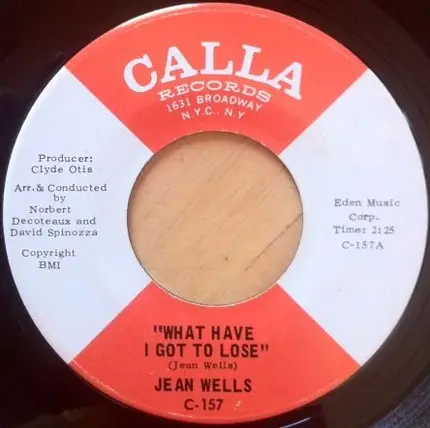 CALLA
RECORDS
1631 BROADWAY
N.Y.C., N.Y
Producer:
Clyde Otis
Arr.& Conducted
by
Norbert
Decoteaux and
David Spinozza
Copyright
BMI
Eden Music
Corp.
Timer 2:25
C-157A
"WHAT HAVE
I GOT TO LOSE"
(Jean Wells)
JEAN WELLS
C-157